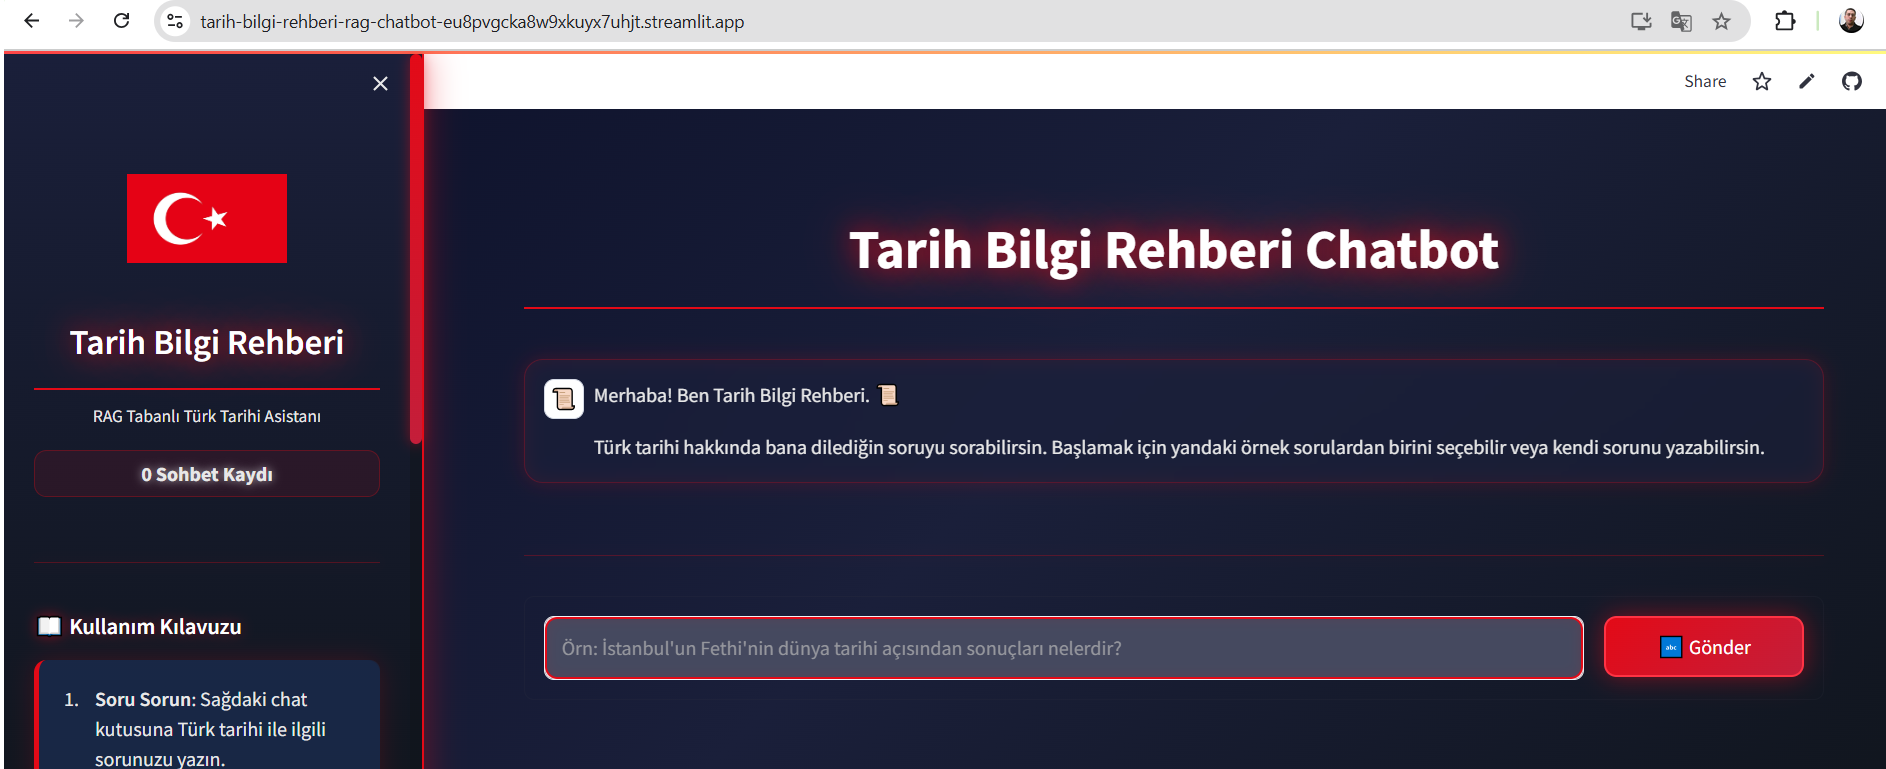 tarih-bilgi-rehberi-rag-chatbot-eu8pvgcka8w9xkuyx7uhjt.streamlit.app
Share
Tarih Bilgi Rehberi
RAG Tabanlı Türk Tarihi Asistanı
0 Sohbet Kaydı
📖 Kullanım Kılavuzu
1. Soru Sorun: Sağdaki chat
kutusuna Türk tarihi ile ilgili
sorunuzu yazın.
Tarih Bilgi Rehberi Chatbot
Merhaba! Ben Tarih Bilgi Rehberi. 📜
Türk tarihi hakkında bana dilediğin soruyu sorabilirsin. Başlamak için yandaki örnek sorulardan birini seçebilir veya kendi sorunu yazabilirsin.
Örn: İstanbul'un Fethi'nin dünya tarihi açısından sonuçları nelerdir?
abc Gönder